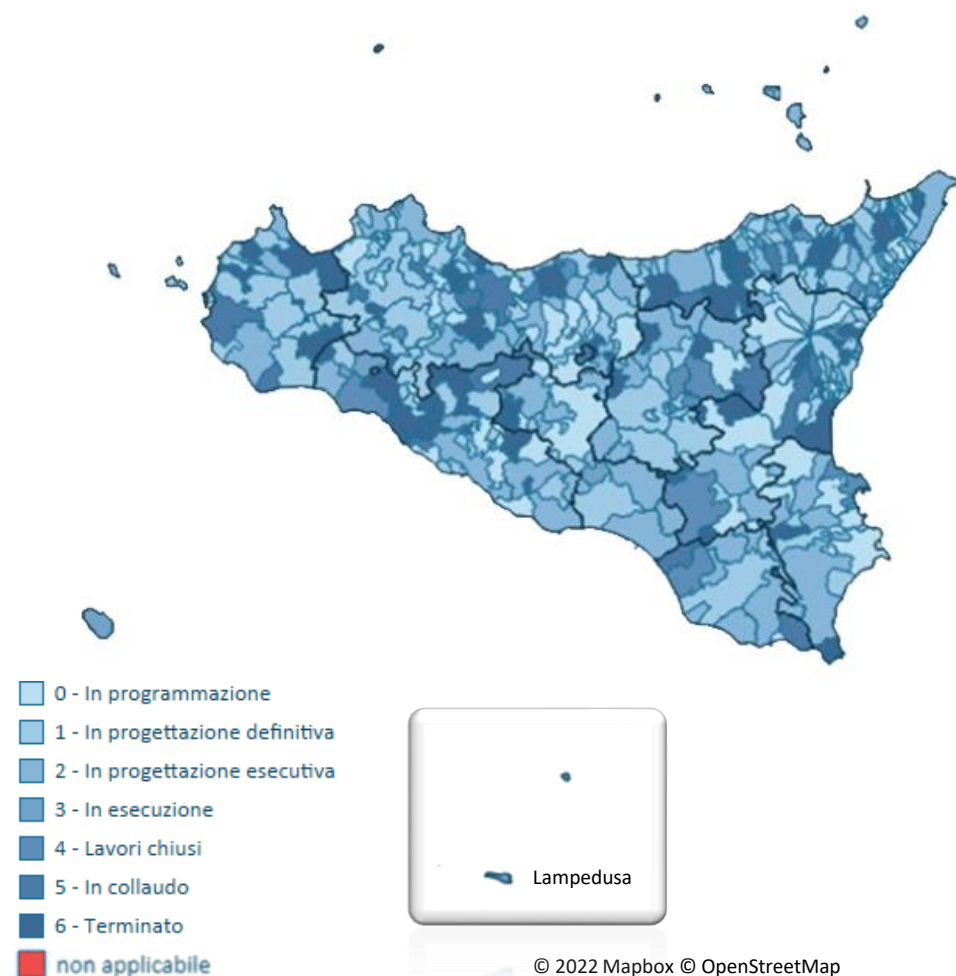 0 - In programmazione
1 - In progettazione definitiva
2 - In progettazione esecutiva
3 - In esecuzione
4 - Lavori chiusi
5 - In collaudo
6 - Terminato
non applicabile
Lampedusa
© 2022 Mapbox © OpenStreetMap